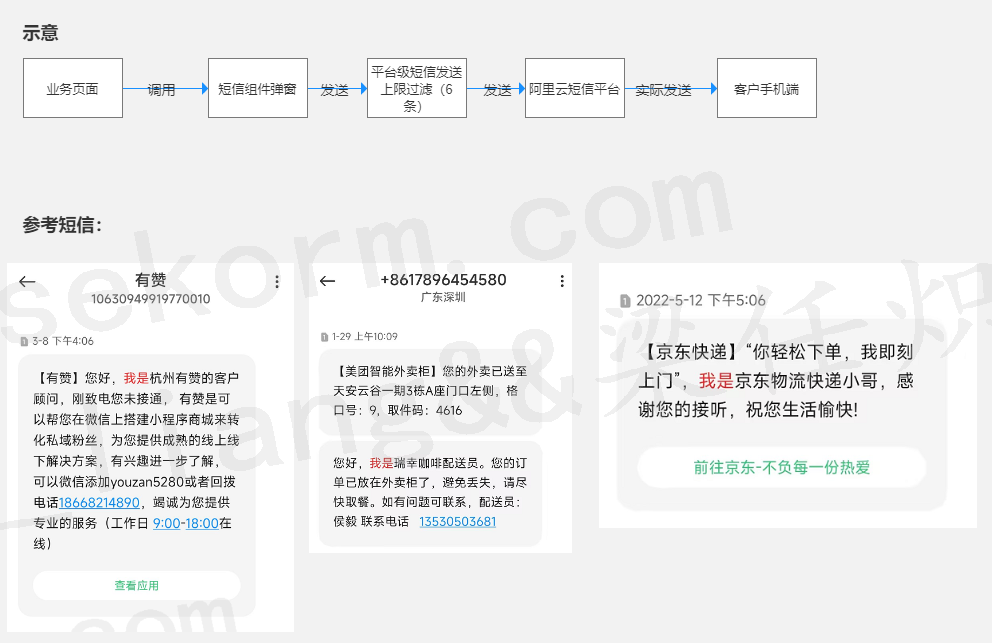 示意
业务页面
调用
短信组件弹窗
发送
平台级短信发送
上限过滤（6
条）
发送
阿里云短信平台
实际发送
客户手机端
参考短信：
有赞
10630949919770010
3-8 下午4:06
【有赞】您好，我是杭州有赞的客户
顾问，刚致电您未接通， 有赞是可
以帮您在微信上搭建小程序商城来转
化私域粉丝，为您提供成熟的线上线
下解决方案，有兴趣进一步了解，
可以微信添加youzan5280或者回拨
电话18668214890，竭诚为您提供
专业的服务（工作日 9:00-18:00在
线）
查看应用
+8617896454580
广东深圳
1-29 上午10:09
【美团智能外卖柜】您的外卖已送至
天安云谷一期3栋A座门口左侧，格
口号：9，取件码：4616
您好，我是瑞幸咖啡配送员。您的订
单已放在外卖柜了，避免丢失，请尽
快取餐。如有问题可联系，配送员：
侯毅 联系电话 13530503681
1 2022-5-12 下午5:06
【京东快递】“你轻松下单，我即刻
上门”，我是京东物流快递小哥，感
谢您的接听，祝您生活愉快!
前往京东-不负每一份热爱
sekorm.com
liang&&梁任炽